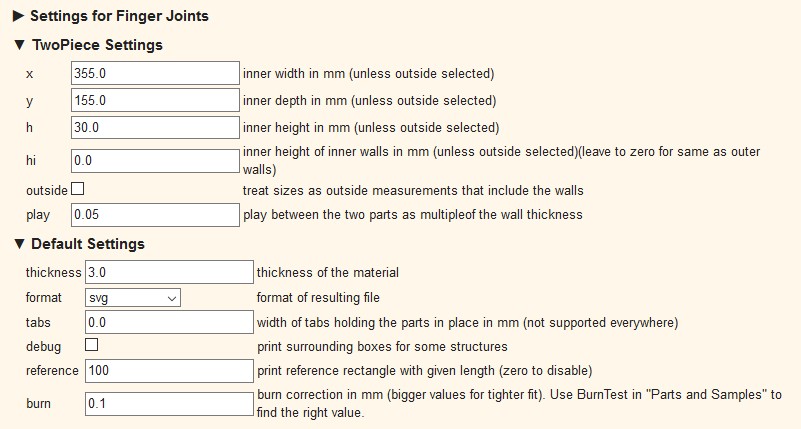 ▶ Settings for Finger Joints
▼ TwoPiece Settings
x 355.0 inner width in mm (unless outside selected)
y 155.0 inner depth in mm (unless outside selected)
h 30.0 inner height in mm (unless outside selected)
hi 0.0 inner height of inner walls in mm (unless outside selected)(leave to zero for same as outer
walls)
outside treat sizes as outside measurements that include the walls
play 0.05 play between the two parts as multipleof the wall thickness
▼ Default Settings
thickness 3.0 thickness of the material
format svg format of resulting file
tabs 0.0 width of tabs holding the parts in place in mm (not supported everywhere)
debug print surrounding boxes for some structures
reference 100 print reference rectangle with given length (zero to disable)
burn 0.1 burn correction in mm (bigger values for tighter fit). Use BurnTest in "Parts and Samples" to
find the right value.